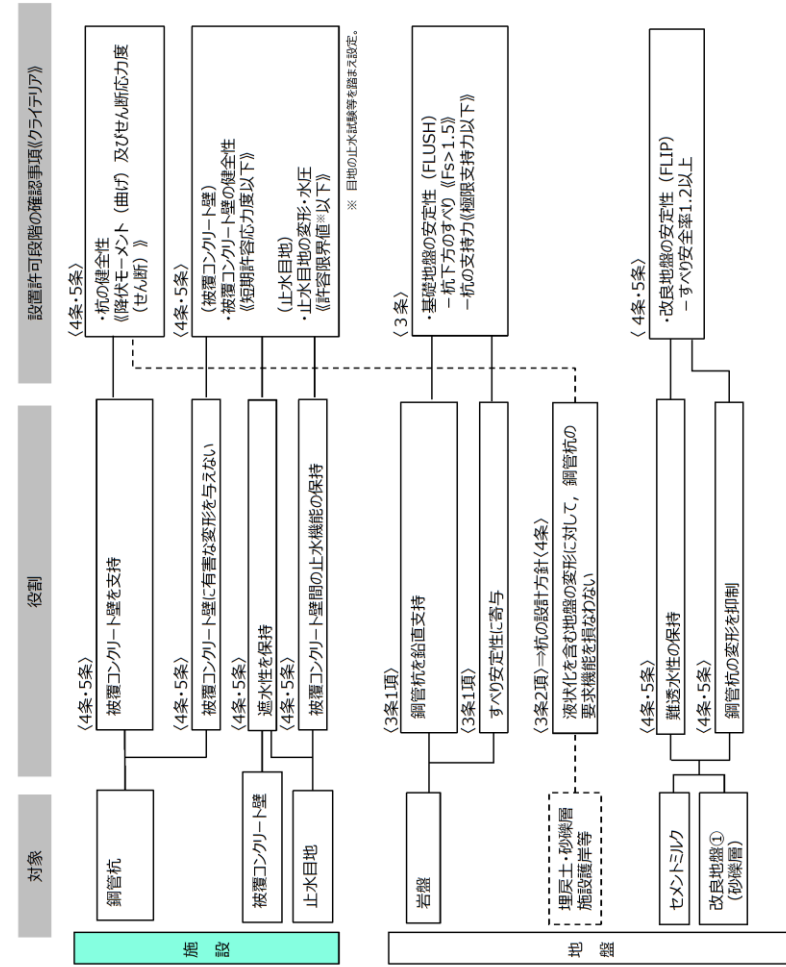 対象
役割
設置許可段階の確認事項《クライテリア》
施設
鋼管杭
〈4条・5条〉
被覆コンクリート壁を支持
〈4条・5条〉
被覆コンクリート壁に有害な変形を与えない
〈4条・5条〉
・杭の健全性
《降伏モーメント（曲げ）及びせん断応力度
（せん断）》
被覆コンクリート壁
止水目地
〈4条・5条〉
遮水性を保持
〈4条・5条〉
被覆コンクリート壁間の止水機能の保持
〈4条・5条〉
（被覆コンクリート壁）
・被覆コンクリート壁の健全性
《短期許容応力度以下》
（止水目地）
・止水目地の変形・水圧
《許容限界値※以下》
※ 目地の止水試験等を踏まえ設定。
地盤
岩盤
〈3条1項〉
鋼管杭を鉛直支持
〈3条1項〉
すべり安定性に寄与
〈3条〉
・基礎地盤の安定性（FLUSH）
－杭下方のすべり《Fs>1.5》
－杭の支持力《極限支持力以下》
埋戻土・砂礫層
施設護岸等
〈3条2項〉⇒杭の設計方針〈4条〉
液状化を含む地盤の変形に対して，鋼管杭の
要求機能を損なわない
セメントミルク
改良地盤①
（砂礫層）
〈4条・5条〉
難透水性の保持
〈4条・5条〉
鋼管杭の変形を抑制
〈4条・5条〉
・改良地盤の安定性（FLIP）
－すべり安全率1.2以上